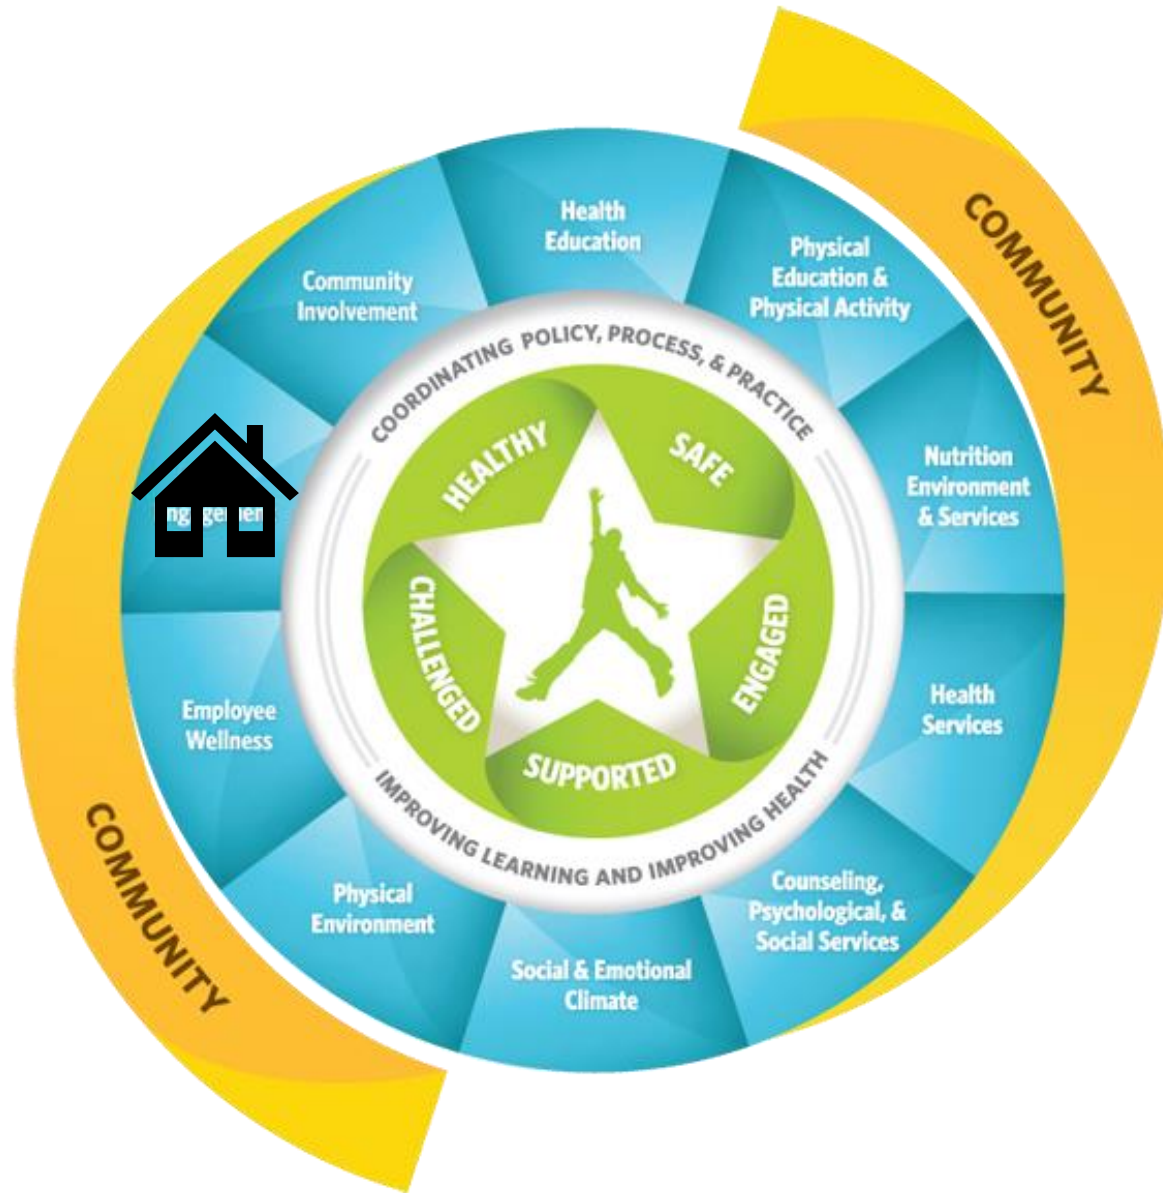 COMMUNITY
Health
Education
Physical
Education &
Physical Activity
Nutrition
Environment
& Services
Health
Services
Counseling,
Psychological, &
Social Services
Social & Emotional
Climate
Physical
Environment
Employee
Wellness
Community
Involvement
COORDINATING POLICY, PROCESS, & PRACTICE
IMPROVING LEARNING AND IMPROVING HEALTH
HEALTHY
SAFE
ENGAGED
SUPPORTED
CHALLENGED
COMMUNITY